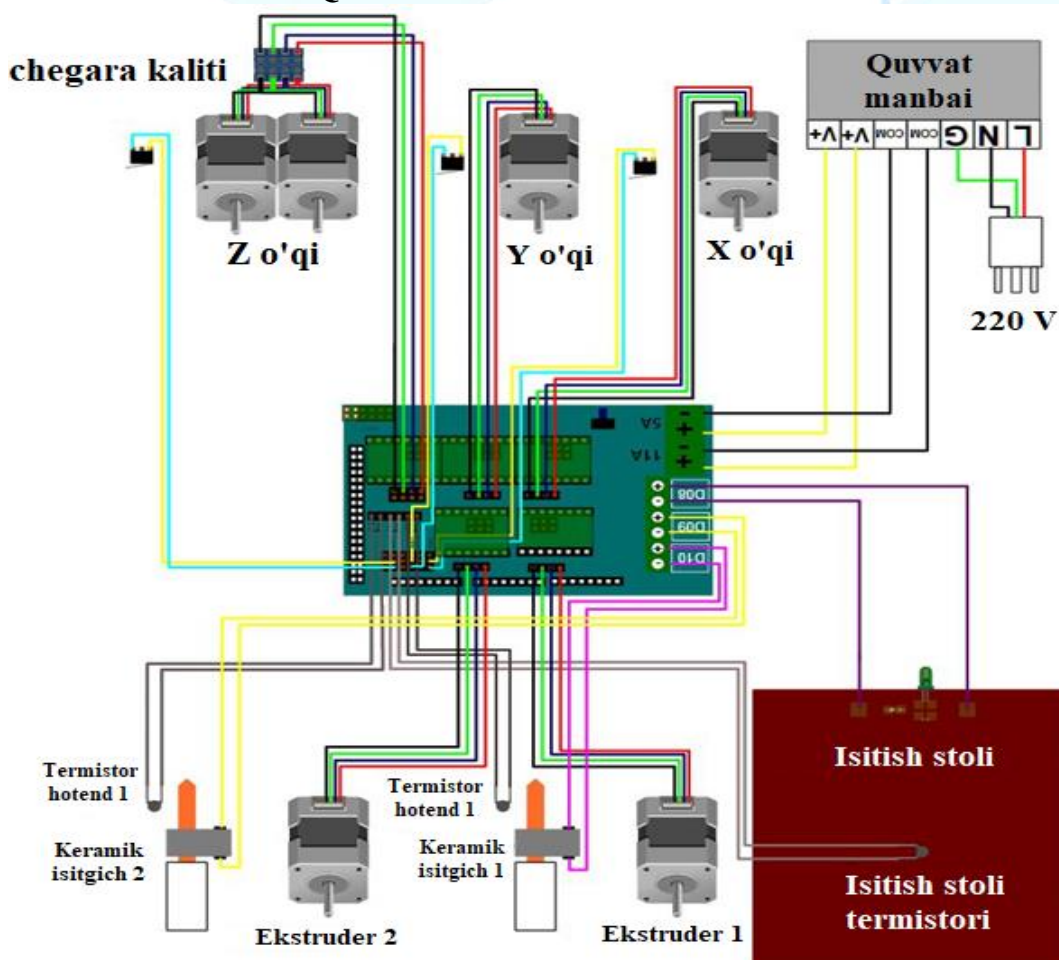 chegara kaliti
Quvvat
manbai
V+
V+
COM
COM
G
N
L
Z o'qi
Y o'qi
X o'qi
220 V
-
5A
+
-
11A
+
+
D08
-
+
D09
-
+
D10
-
Isitish stoli
Termistor
hotend 1
Termistor
hotend 1
Keramik
isitgich 2
Keramik
isitgich 1
Isitish stoli
termistori
Ekstruder 2
Ekstruder 1